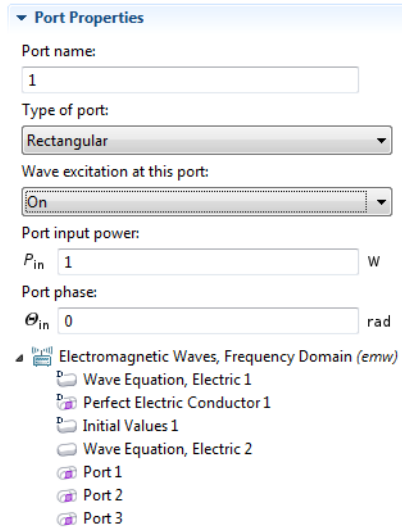 Port Properties
Port name:
1
Type of port:
Rectangular
Wave excitation at this port:
On
Port input power:
Pin 1 W
Port phase:
Θin 0 rad
Electromagnetic Waves, Frequency Domain (emw)
D Wave Equation, Electric 1
D Perfect Electric Conductor 1
D Initial Values 1
Wave Equation, Electric 2
Port 1
Port 2
Port 3